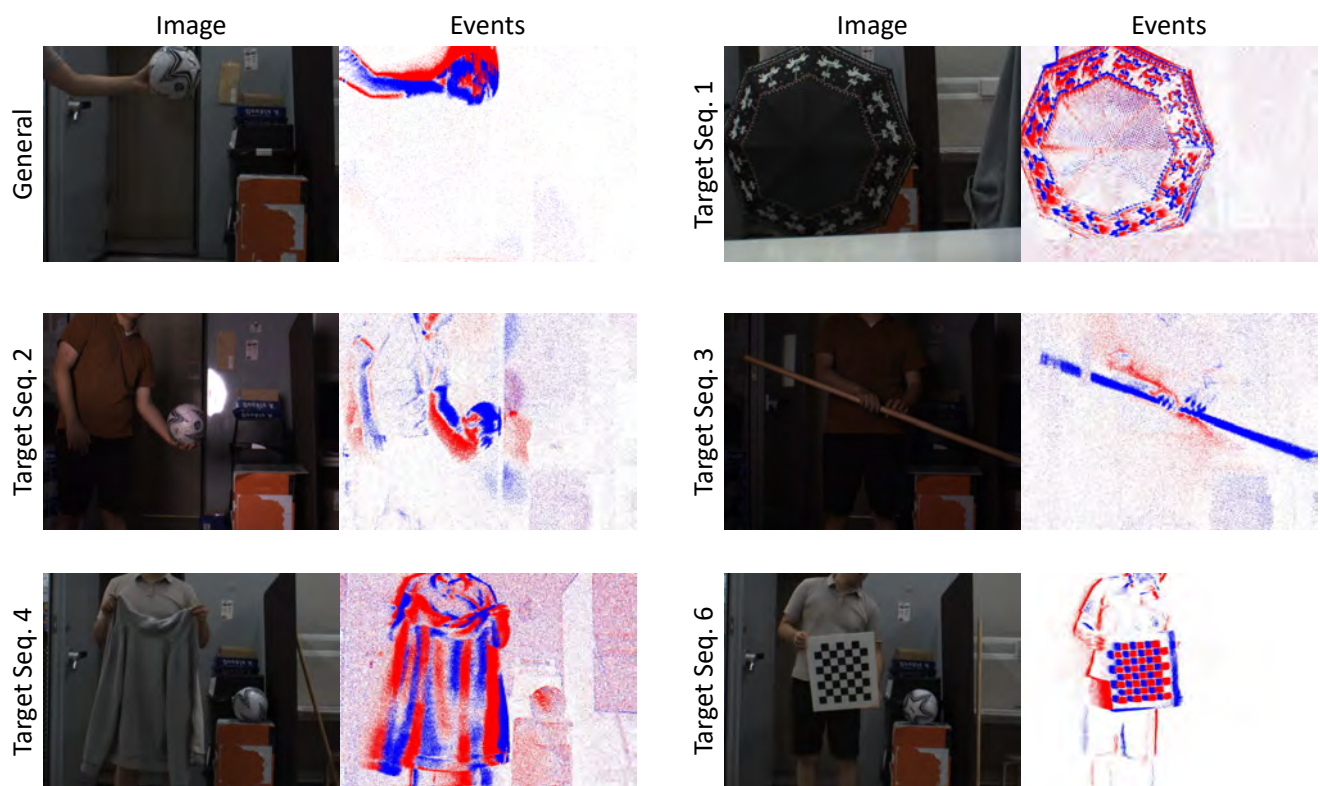 Image Events Image Events
General
Target Seq. 1
Target Seq. 2
Target Seq. 3
Target Seq. 4
Target Seq. 6